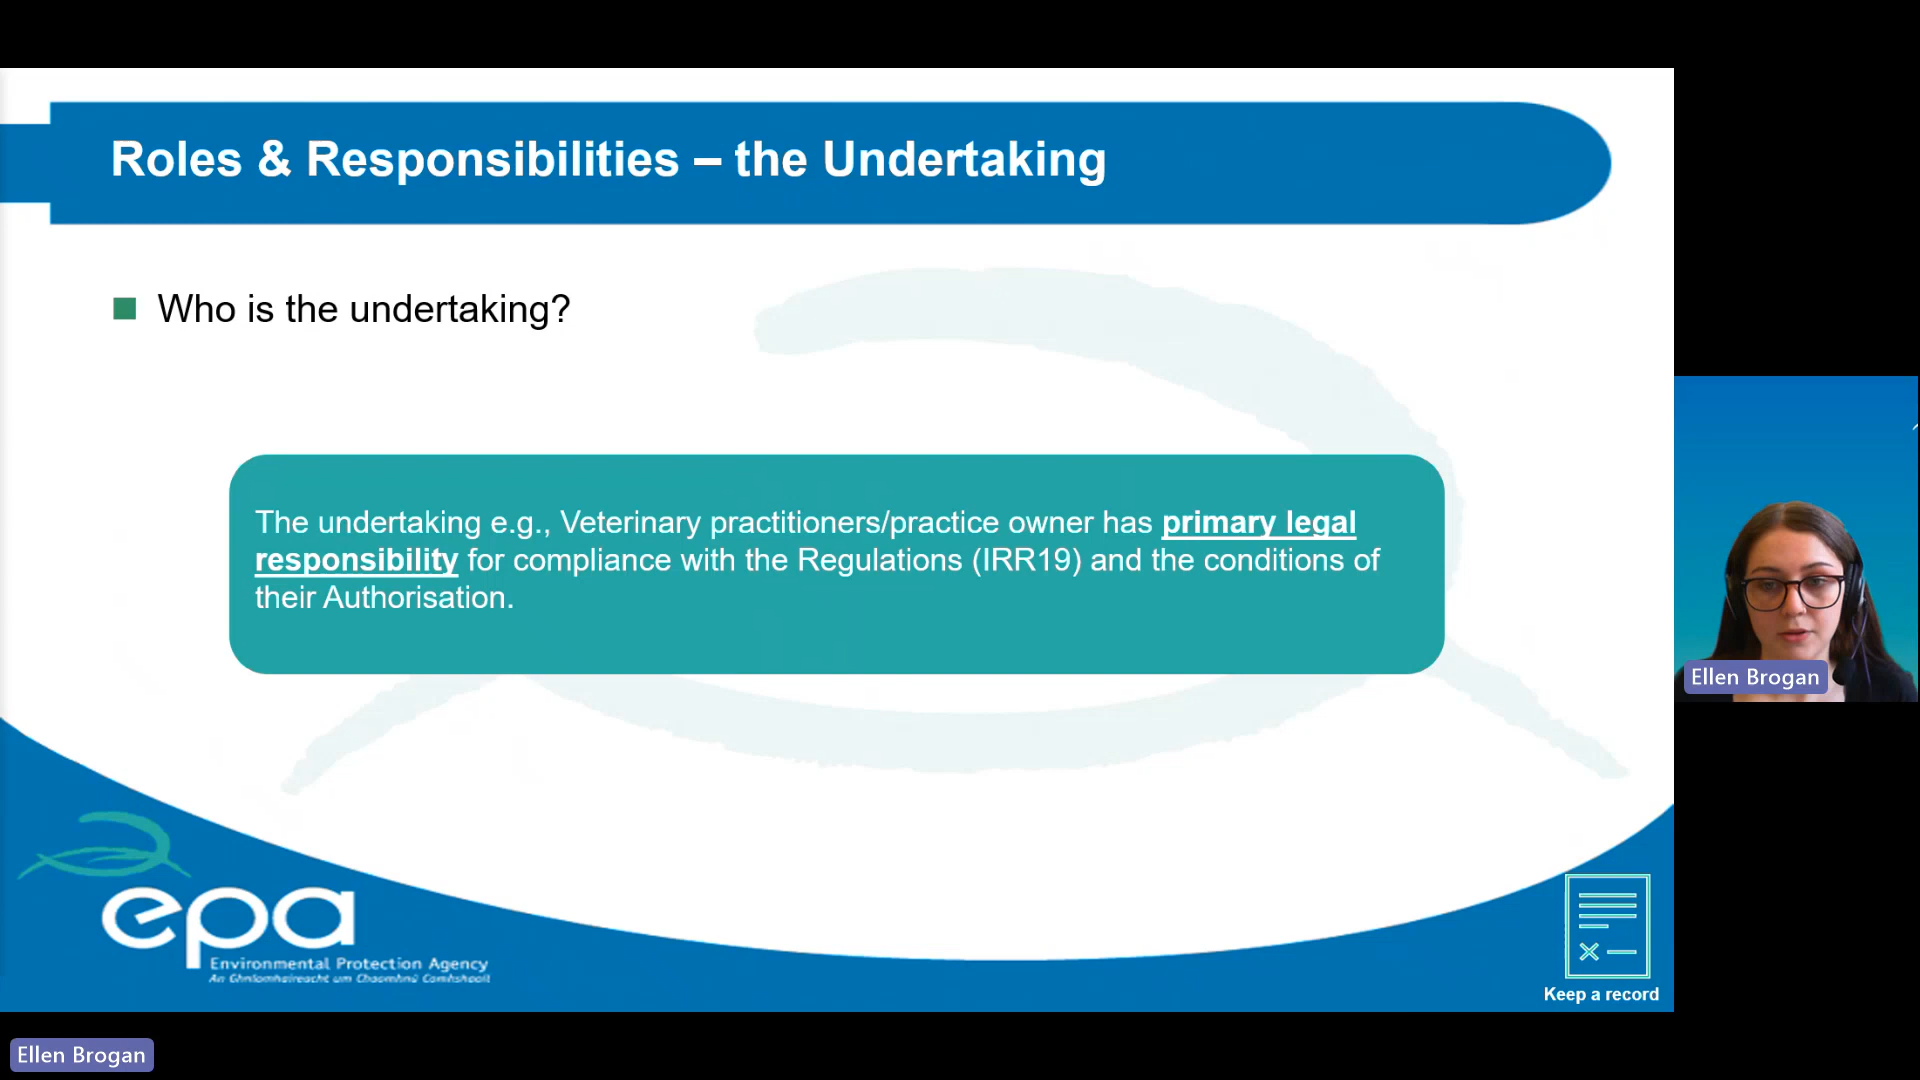 Roles & Responsibilities – the Undertaking
Who is the undertaking?
The undertaking e.g., Veterinary practitioners/practice owner has primary legal
responsibility for compliance with the Regulations (IRR19) and the conditions of
their Authorisation.
Ellen Brogan
epa
Environmental Protection Agency
An Ghníomhaireacht um Chaomhnú Comhshaoil
Keep a record
Ellen Brogan